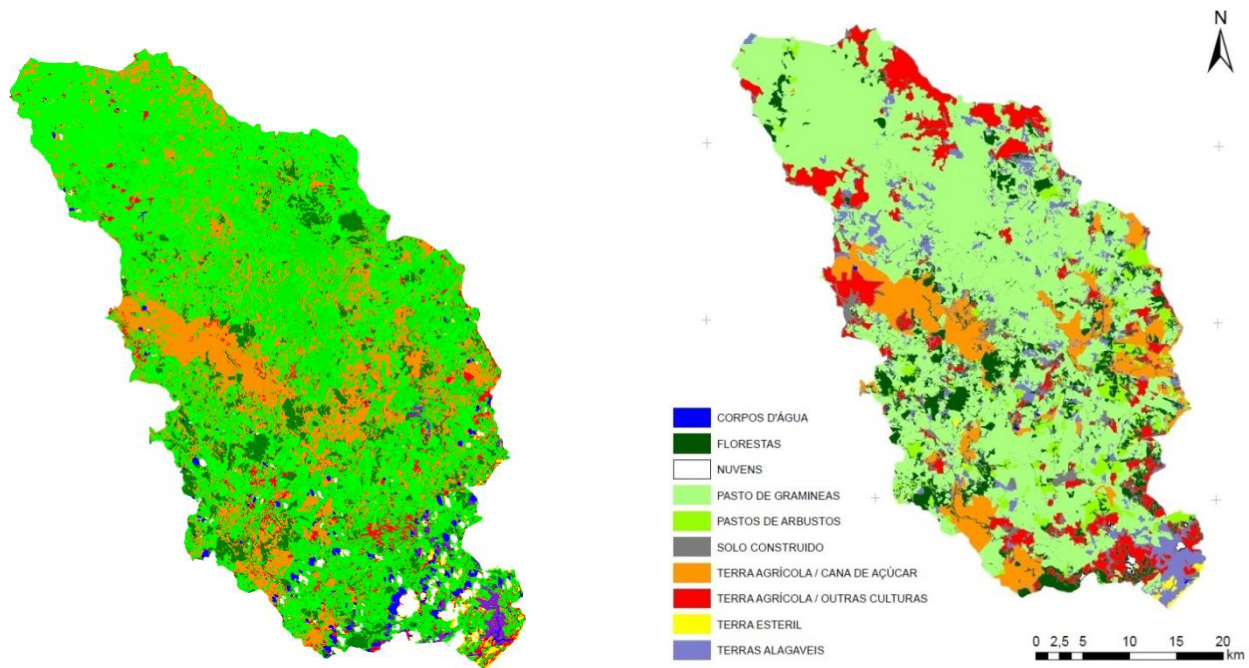 N
CORPOS D'ÁGUA
FLORESTAS
NUVENS
PASTO DE GRAMINEAS
PASTOS DE ARBUSTOS
SOLO CONSTRUIDO
TERRA AGRÍCOLA / CANA DE AÇÙCAR
TERRA AGRÍCOLA / OUTRAS CULTURAS
TERRA ESTERIL
TERRAS ALAGAVEIS
0 2,5 5 10 15 20
km